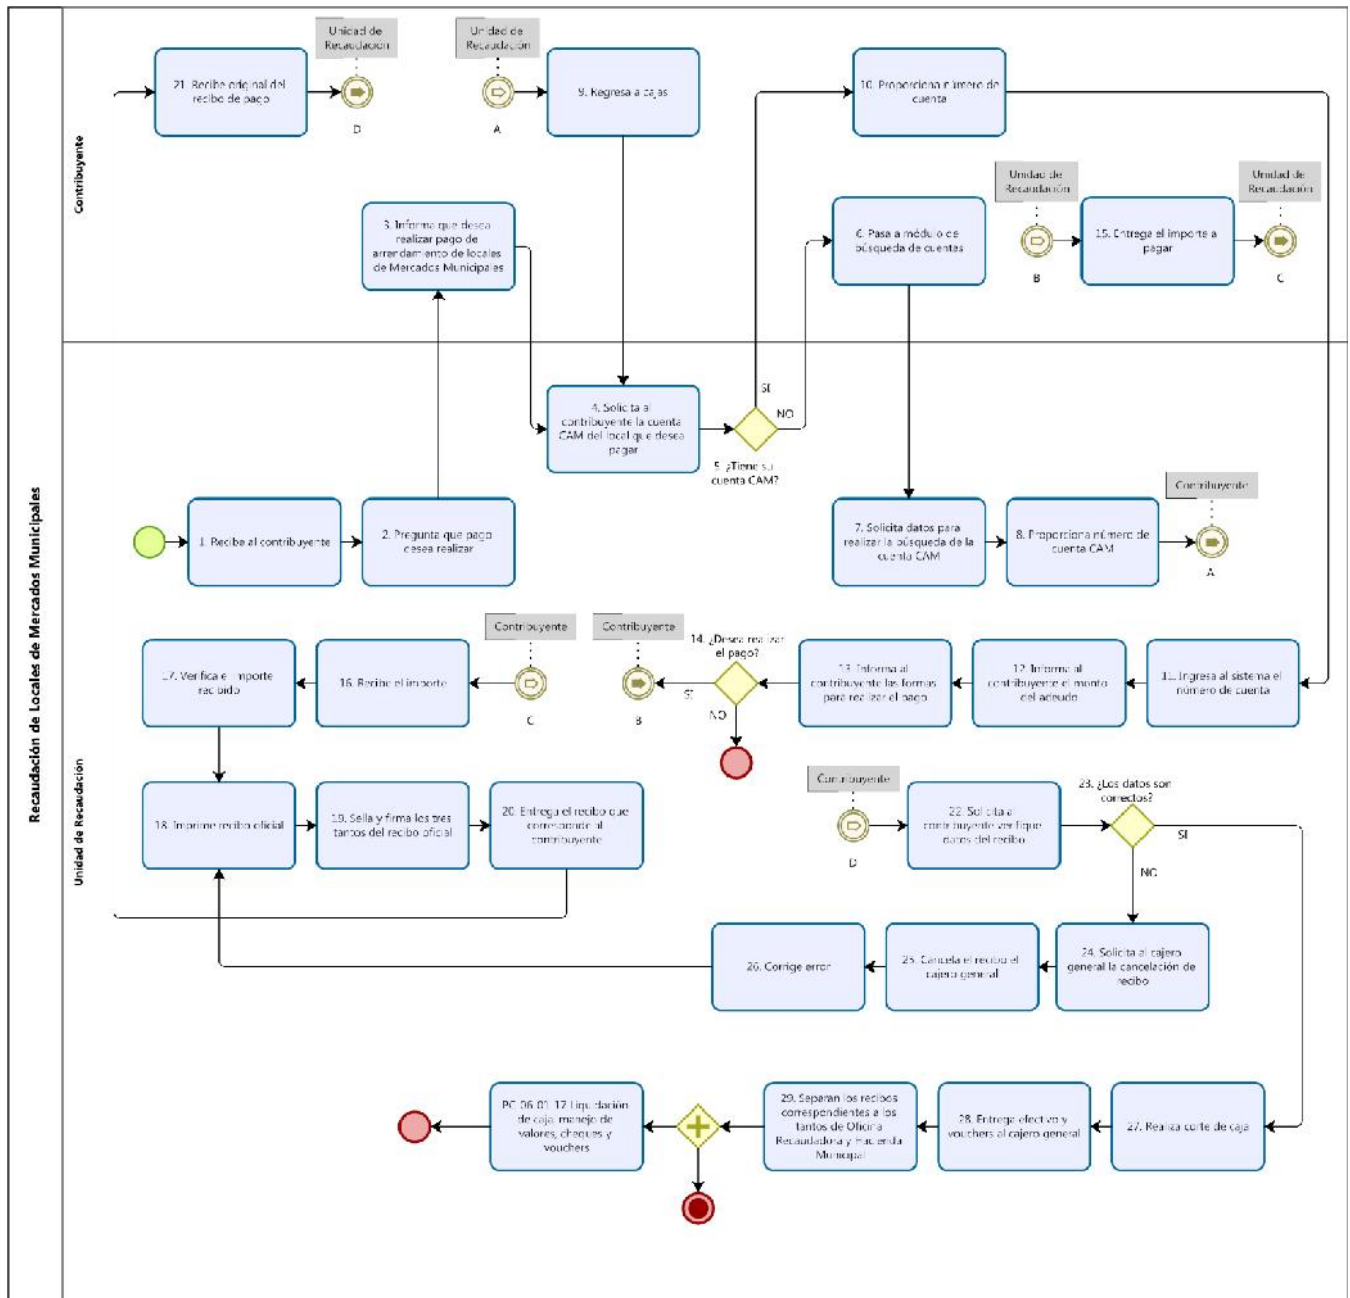 Recaudación de Locales de Mercados Municipales
Contribuyente
Unidad de
Recaudación
21. Recibe original del
recibo de pago
D
Unidad de
Recaudación
A
9. Regresa a cajas
10. Proporciona número de
cuenta
3. Informa que desea
realizar pago de
arrendamiento de locales
de Mercados Municipales
6. Pasa a módulo de
búsqueda de cuentas
Unidad de
Recaudación
B
15. Entrega el importe a
pagar
Unidad de
Recaudación
C
Unidad de Recaudación
4. Solicita al
contribuyente la cuenta
CAM del local que desea
pagar
SI
NO
5. ¿Tiene su
cuenta CAM?
1. Recibe al contribuyente
2. Pregunta que pago
desea realizar
7. Solicita datos para
realizar la búsqueda de la
cuenta CAM
8. Proporciona número de
cuenta CAM
Contribuyente
A
17. Verifica el importe
recibido
16. Recibe el importe
Contribuyente
C
Contribuyente
B
14. ¿Desea realizar
el pago?
SI
NO
13. Informa al
contribuyente las formas
para realizar el pago
12. Informa al
contribuyente el monto
del adeudo
11. Ingresa al sistema el
número de cuenta
18. Imprime recibo oficial
19. Sella y firma los tres
tantos del recibo oficial
20. Entrega el recibo que
corresponde al
contribuyente
Contribuyente
D
22. Solicita a
contribuyente verifique
datos del recibo
23. ¿Los datos son
correctos?
SI
NO
26. Corrige error
25. Cancela el recibo el
cajero general
24. Solicita al cajero
general la cancelación de
recibo
PC-06-01-17 Liquidación
de caja, manejo de
valores, cheques y
vouchers
29. Separan los recibos
correspondientes a los
tantos de Oficina
Recaudadora y Hacienda
Municipal
28. Entrega efectivo y
vouchers al cajero general
27. Realiza corte de caja